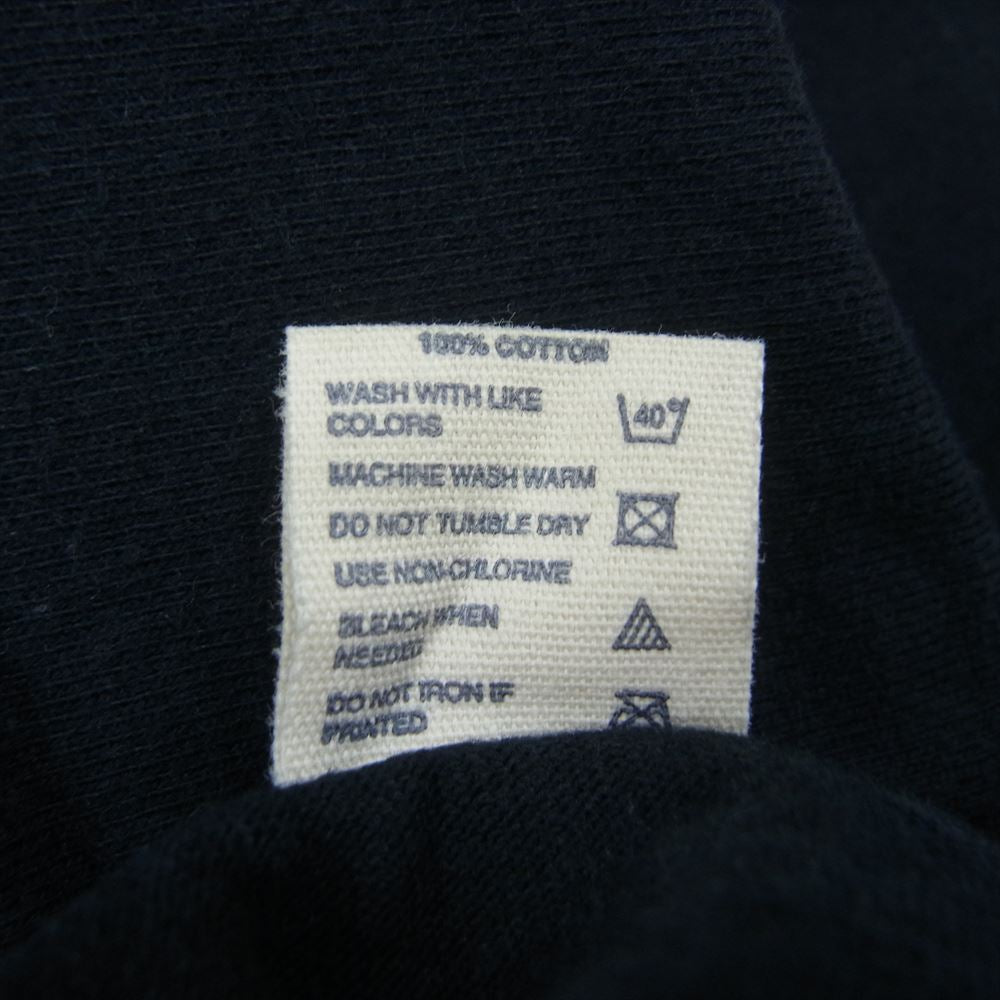 100% COTTON
WASH WITH LIKE
COLORS
40°
MACHINE WASH WARM
DO NOT TUMBLE DRY
USE NON-CHLORINE
BLEACH WHEN
NEEDED
DO NOT IRON IF
PRINTED